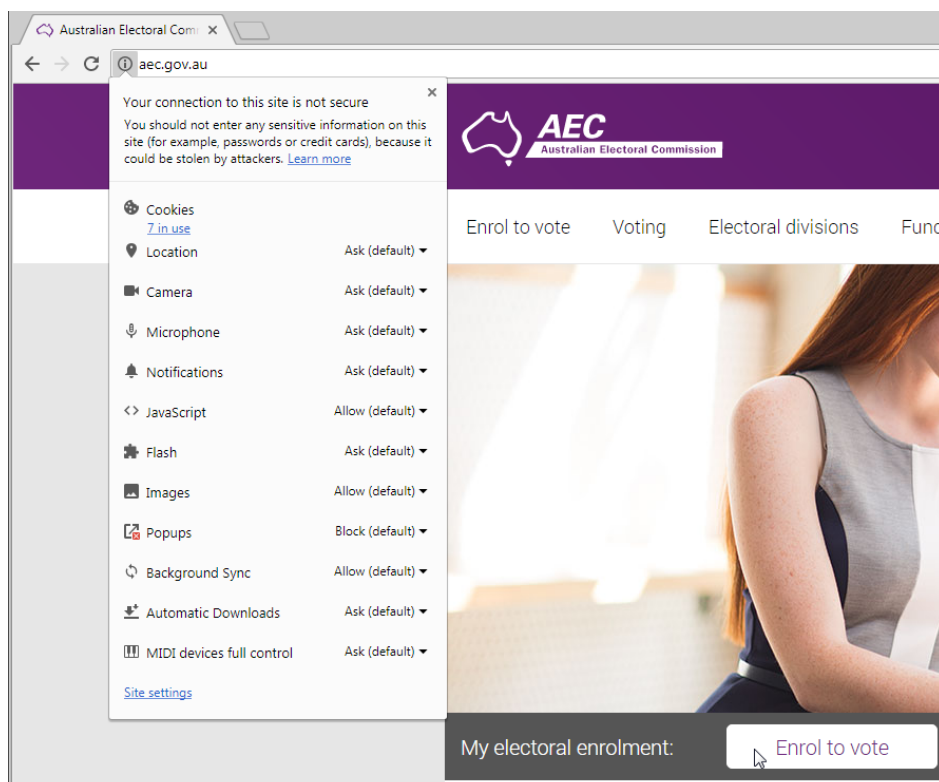 Australian Electoral Com
aec.gov.au
Your connection to this site is not secure
You should not enter any sensitive information on this
site (for example, passwords or credit cards), because it
could be stolen by attackers. Learn more
Cookies
7 in use
Location Ask (default)
Camera Ask (default)
Microphone Ask (default)
Notifications Ask (default)
JavaScript Allow (default)
Flash Ask (default)
Images Allow (default)
Popups Block (default)
Background Sync Allow (default)
Automatic Downloads Ask (default)
MIDI devices full control Ask (default)
Site settings
AEC
Australian Electoral Commission
Enrol to vote Voting Electoral divisions Func
My electoral enrolment: Enrol to vote